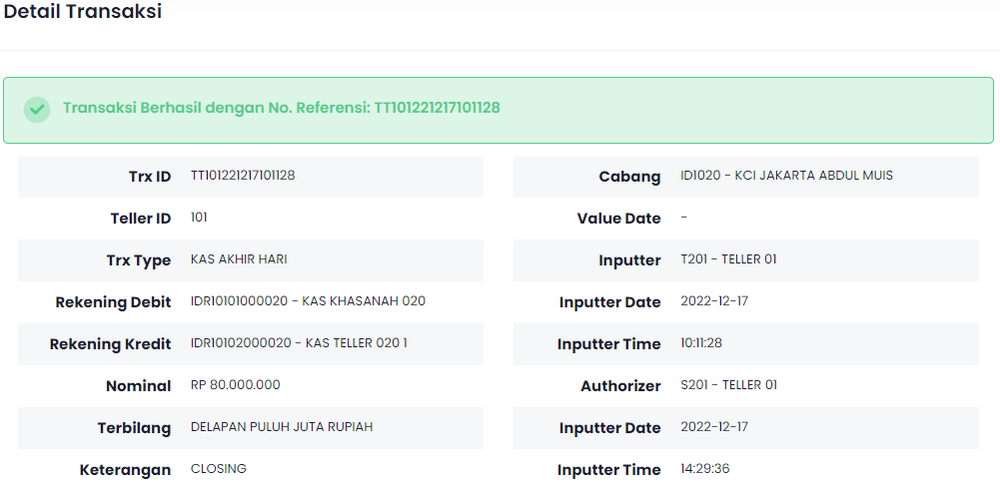 Detail Transaksi
Transaksi Berhasil dengan No. Referensi: TT101221217101128
Trx ID TT101221217101128
Cabang ID1020 - KCI JAKARTA ABDUL MUIS
Teller ID 101
Value Date -
Trx Type KAS AKHIR HARI
Inputter T201 - TELLER 01
Rekening Debit IDR10101000020 - KAS KHASANAH 020
Inputter Date 2022-12-17
Rekening Kredit IDR10102000020 - KAS TELLER 020 1
Inputter Time 10:11:28
Nominal RP 80.000.000
Authorizer S201 - TELLER 01
Terbilang DELAPAN PULUH JUTA RUPIAH
Inputter Date 2022-12-17
Keterangan CLOSING
Inputter Time 14:29:36